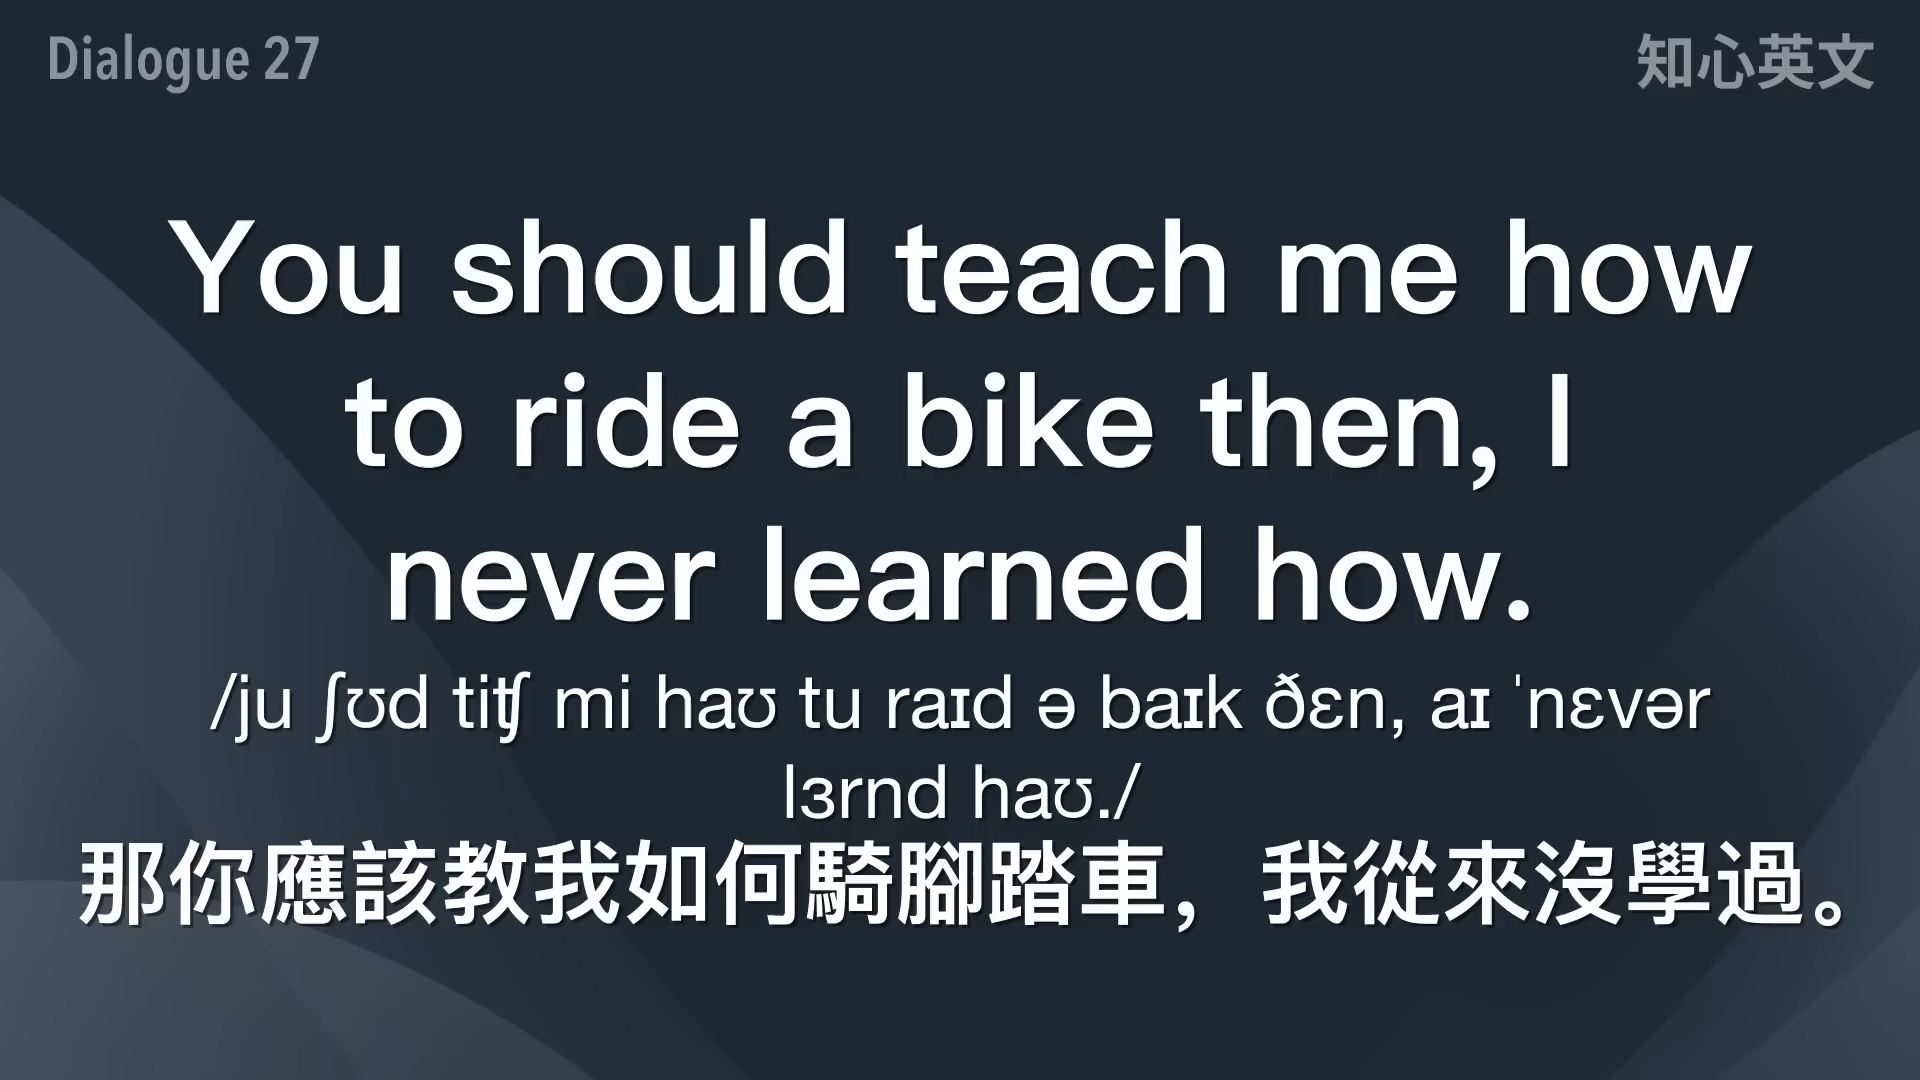 Dialogue 27
知心英文
You should teach me how
to ride a bike then, I
never learned how.
/ju ʃʊd tiʧ mi haʊ tu raɪd ə baɪk ðɛn, aɪ ˈnɛvər
lɜrnd haʊ./
那你應該教我如何騎腳踏車，我從來沒學過。